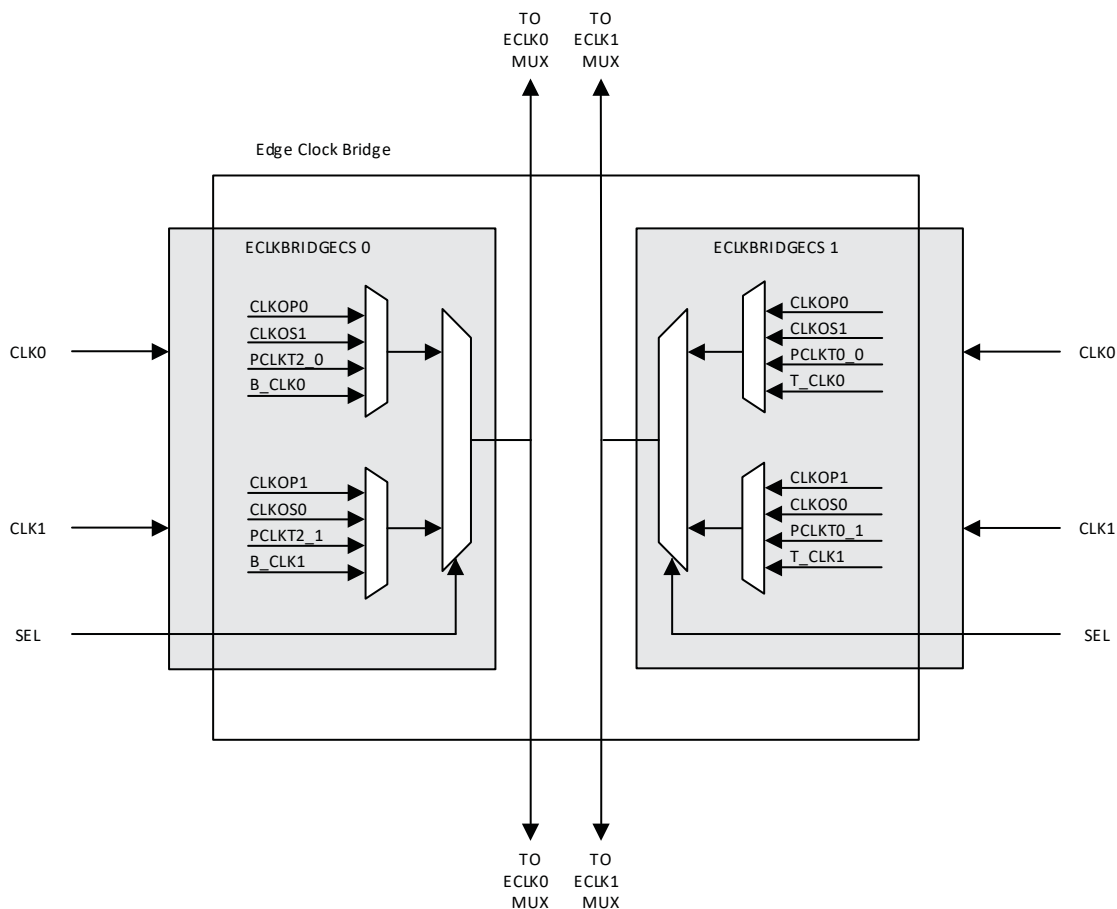 TO
ECLK0
MUX
TO
ECLK1
MUX
Edge Clock Bridge
ECLKBRIDGECS 0
CLKOP0
CLKOS1
PCLKT2_0
B_CLK0
CLKOP1
CLKOS0
PCLKT2_1
B_CLK1
CLK0
CLK1
SEL
ECLKBRIDGECS 1
CLKOP0
CLKOS1
PCLKT0_0
T_CLK0
CLKOP1
CLKOS0
PCLKT0_1
T_CLK1
CLK0
CLK1
SEL
TO
ECLK0
MUX
TO
ECLK1
MUX